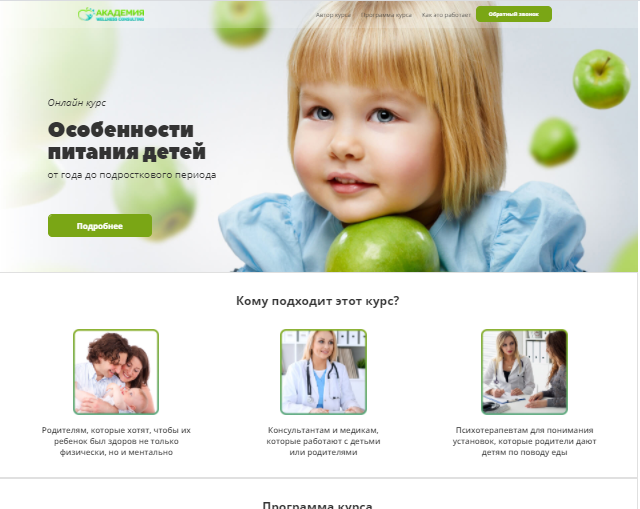 АКАДЕМИЯ
WELLNESS CONSULTING
Автор курса
Программа курса
Как это работает
Обратный звонок
Онлайн курс
Особенности
питания детей
от года до подросткового периода
Подробнее
Кому подходит этот курс?
Родителям, которые хотят, чтобы их
ребенок был здоров не только
физически, но и ментально
Консультантам и медикам,
которые работают с детьми
или родителями
Психотерапевтам для понимания
установок, которые родители дают
детям по поводу еды
Программа курса